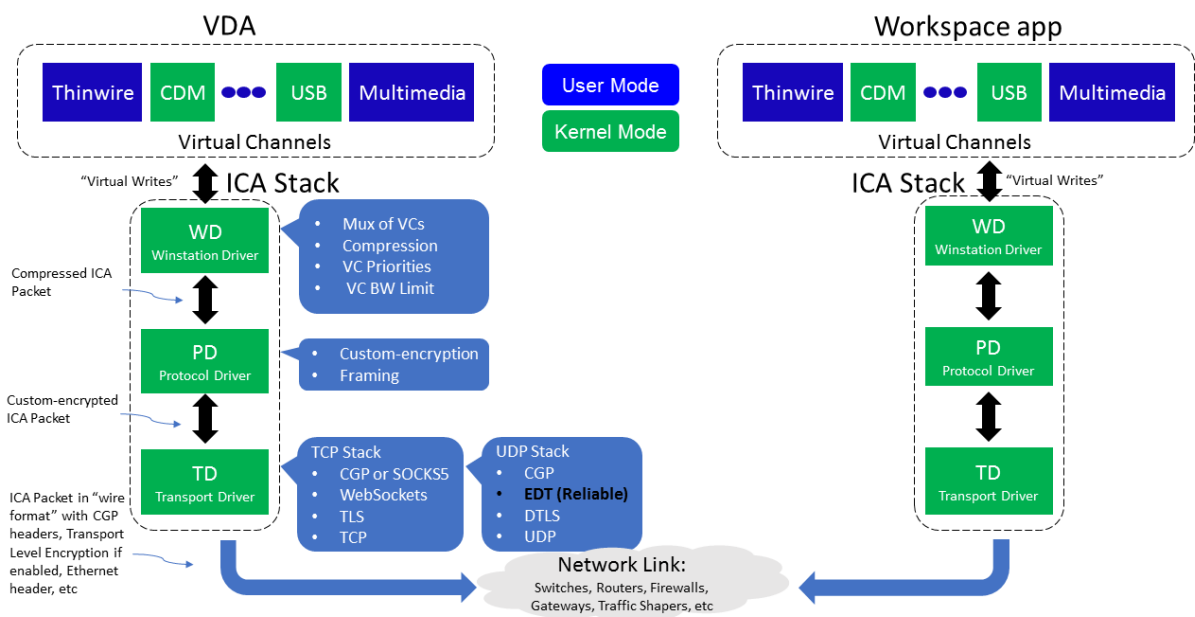 VDA
Thinwire
CDM
USB
Multimedia
Virtual Channels
User Mode
Kernel Mode
Workspace app
Thinwire
CDM
USB
Multimedia
Virtual Channels
“Virtual Writes”
ICA Stack
WD
Winstation Driver
• Mux of VCs
• Compression
• VC Priorities
• VC BW Limit
Compressed ICA
Packet
PD
Protocol Driver
• Custom-encryption
• Framing
Custom-encrypted
ICA Packet
TD
Transport Driver
TCP Stack
• CGP or SOCKS5
• WebSockets
• TLS
• TCP
UDP Stack
• CGP
• EDT (Reliable)
• DTLS
• UDP
ICA Packet in “wire
format” with CGP
headers, Transport
Level Encryption if
enabled, Ethernet
header, etc
Network Link:
Switches, Routers, Firewalls,
Gateways, Traffic Shapers, etc
ICA Stack
“Virtual Writes”
WD
Winstation Driver
PD
Protocol Driver
TD
Transport Driver